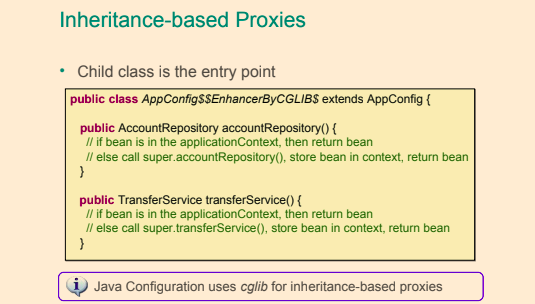 Inheritance-based Proxies
• Child class is the entry point
public class AppConfig$$EnhancerByCGLIB$ extends AppConfig {
public AccountRepository accountRepository() {
// if bean is in the applicationContext, then return bean
// else call super.accountRepository(), store bean in context, return bean
}
public TransferService transferService() {
// if bean is in the applicationContext, then return bean
// else call super.transferService(), store bean in context, return bean
}
Java Configuration uses cglib for inheritance-based proxies